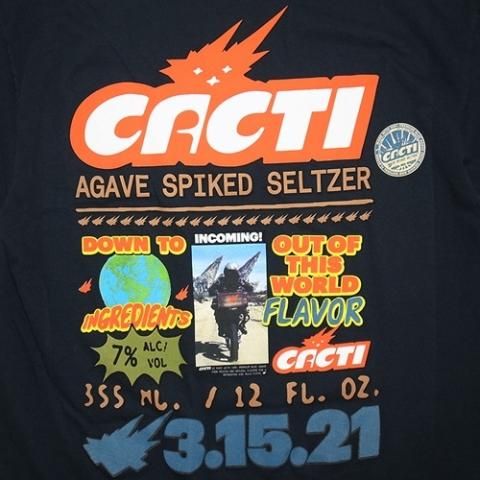 CACTI
CACTI
AGAVE SPIKED SELTZER
DOWN TO
INGREDIENTS
7% ALC/
VOL
INCOMING!
OUT OF
THIS
WORLD
FLAVOR
CACTI
355 ML. / 12 FL. OZ.
3.15.21